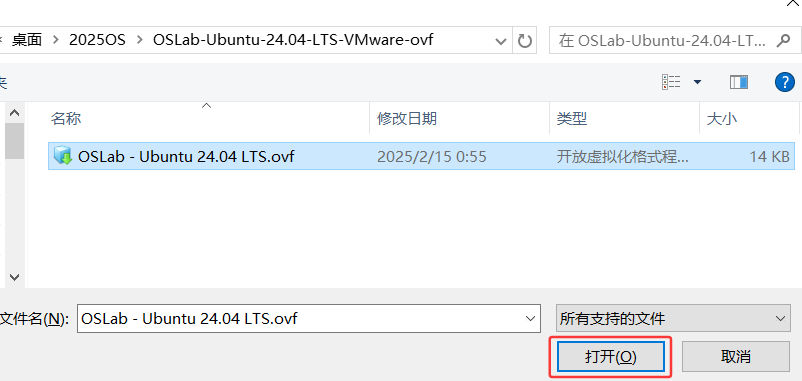 桌面 > 2025OS > OSLab-Ubuntu-24.04-LTS-VMware-ovf
在 OSLab-Ubuntu-24.04-LT...
夹
名称 修改日期 类型 大小
OSLab - Ubuntu 24.04 LTS.ovf 2025/2/15 0:55 开放虚拟化格式程... 14 KB
文件名(N): OSLab - Ubuntu 24.04 LTS.ovf 所有支持的文件
打开(O) 取消